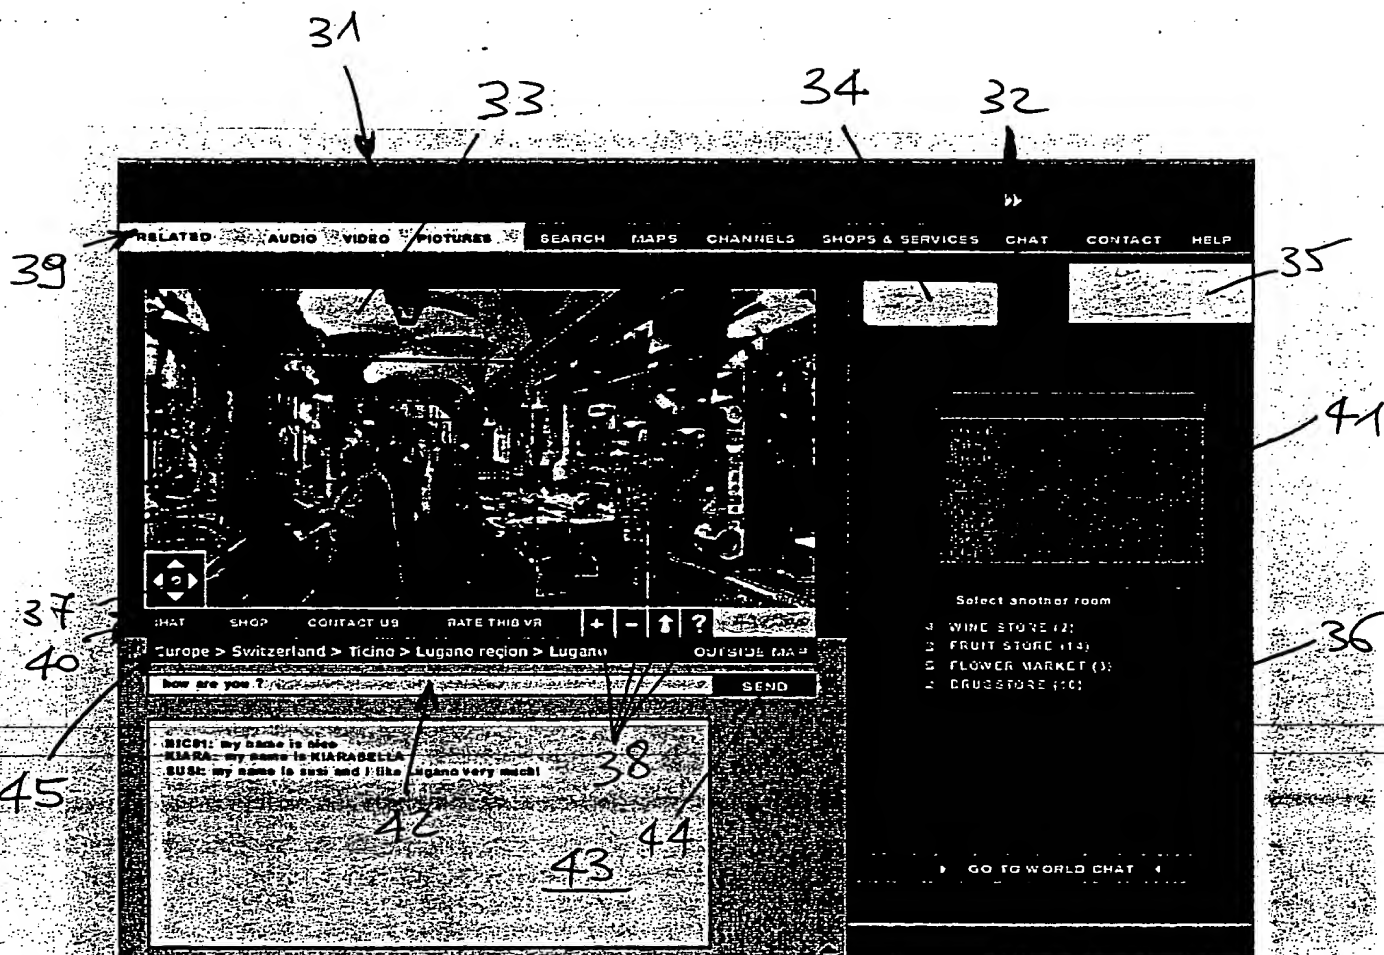 31
33
34
32
RELATED AUDIO VIDEO PICTURES SEARCH MAPS CHANNELS SHOPS & SERVICES CHAT CONTACT HELP
39
35
41
37
CHAT SHOP CONTACT US RATE THIS VR + - ?
Select another room
WINE STORE (2)
FRUIT STORE (14)
FLOWER MARKET (3)
DRUGSTORE (10)
36
40
Europe > Switzerland > Ticino > Lugano region > Lugano OUTSIDE MAP
how are you ? SEND
NICO1: my name is nico
KIARA: my name is KIARABELLA
SUSI: my name is susi and I like Lugano very much!
38
45
42
44
43
GO TO WORLD CHAT